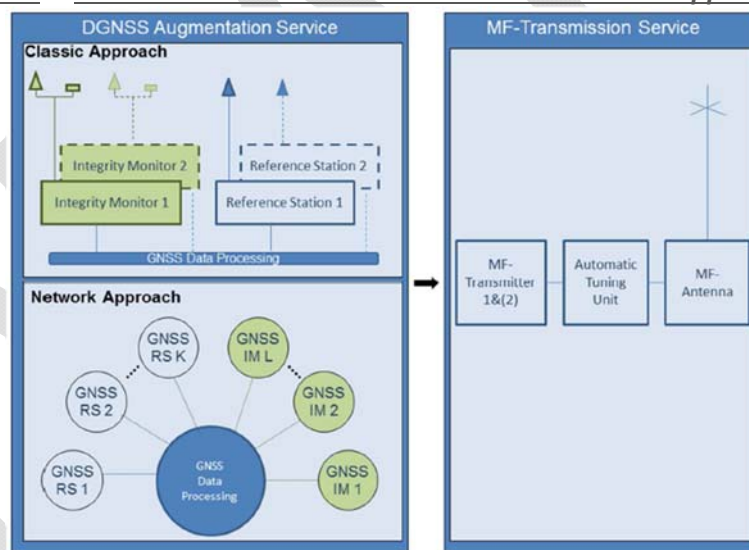 DGNSS Augmentation Service
Classic Approach
Integrity Monitor 2
Integrity Monitor 1
Reference Station 2
Reference Station 1
GNSS Data Processing
Network Approach
GNSS
RS K
GNSS
IM L
GNSS
RS 2
GNSS
IM 2
GNSS
RS 1
GNSS
Data
Processing
GNSS
IM 1
MF-Transmission Service
MF-
Transmitter
1&(2)
Automatic
Tuning
Unit
MF-
Antenna